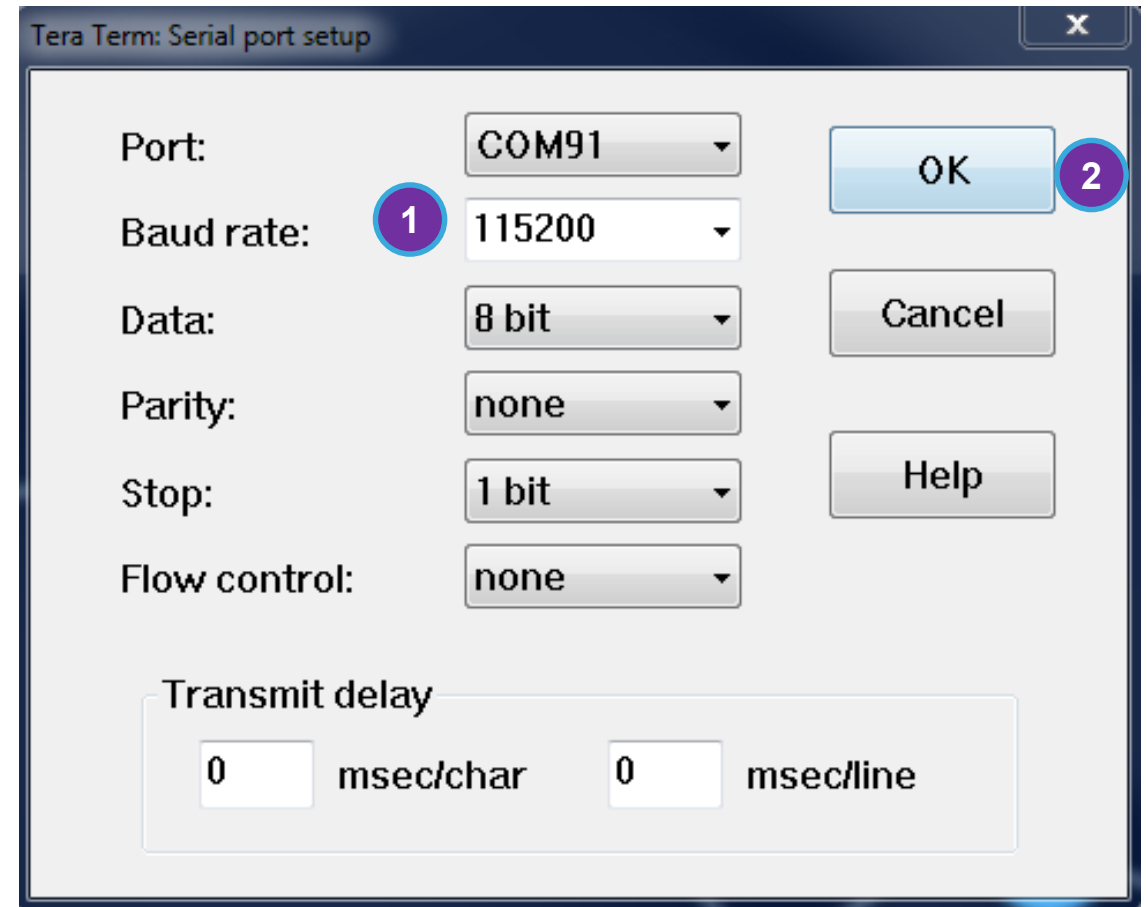 Tera Term: Serial port setup
x
Port: COM91
OK 2
Baud rate: 1 115200
Data: 8 bit
Cancel
Parity: none
Stop: 1 bit
Help
Flow control: none
Transmit delay
0 msec/char 0 msec/line